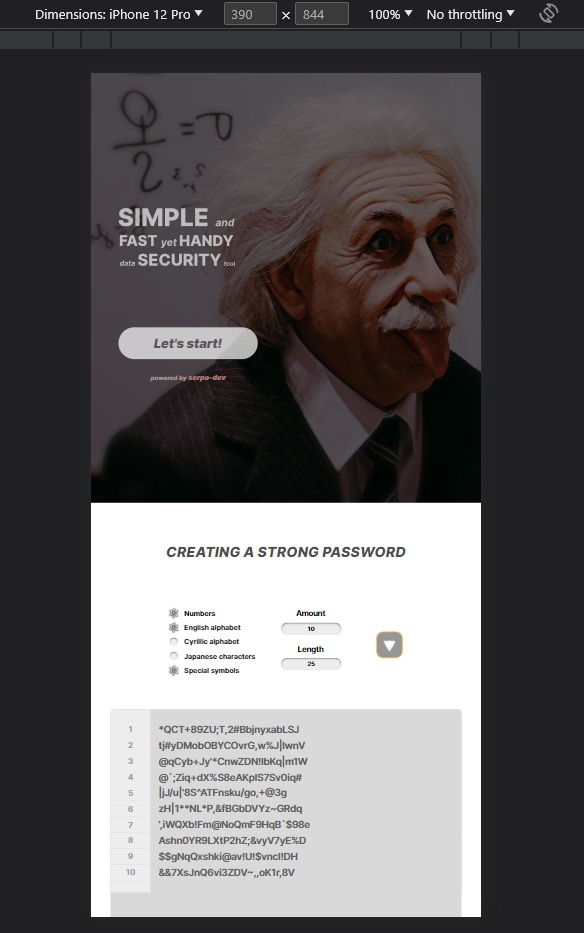 Dimensions: iPhone 12 Pro ▼ 390 × 844 100% ▼ No throttling ▼
Q = P
2
SIMPLE and
FAST yet HANDY
data SECURITY tool
Let's start!
powered by serpo-dev
CREATING A STRONG PASSWORD
Numbers
English alphabet
Cyrillic alphabet
Japanese characters
Special symbols
Amount
10
Length
25
1 *QCT+89ZU;T,2#BbjnyxabLSJ
2 tj#yDMobOBYCOvrG,w%J|IwnV
3 @qCyb+Jy'*CnwZDN!IbKq|m1W
4 @`;Ziq+dX%S8eAKpIS7Sv0iq#
5 |jJ/u|'8S^ATFnsku/go,+@3g
6 zH|1**NL*P,&fBGbDVYz~GRdq
7 ',iWQXb!Fm@NoQmF9HqB`$98e
8 Ashn0YR9LXtP2hZ;&vyV7yE%D
9 $$gNqQxshki@av!U!$vncI!DH
10 &&7XsJnQ6vi3ZDV~,,oK1r,8V